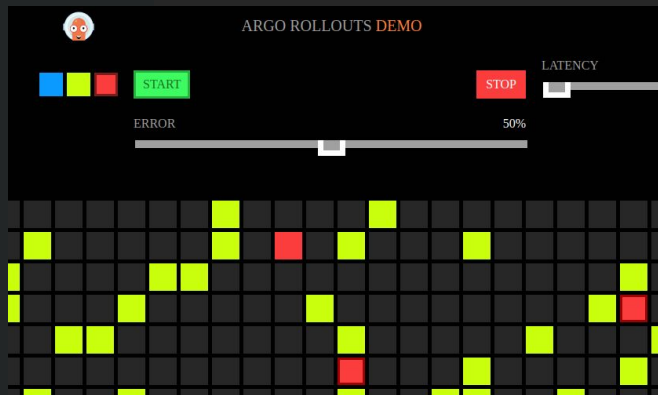 ARGO ROLLOUTS DEMO
LATENCY
START
STOP
ERROR
50%